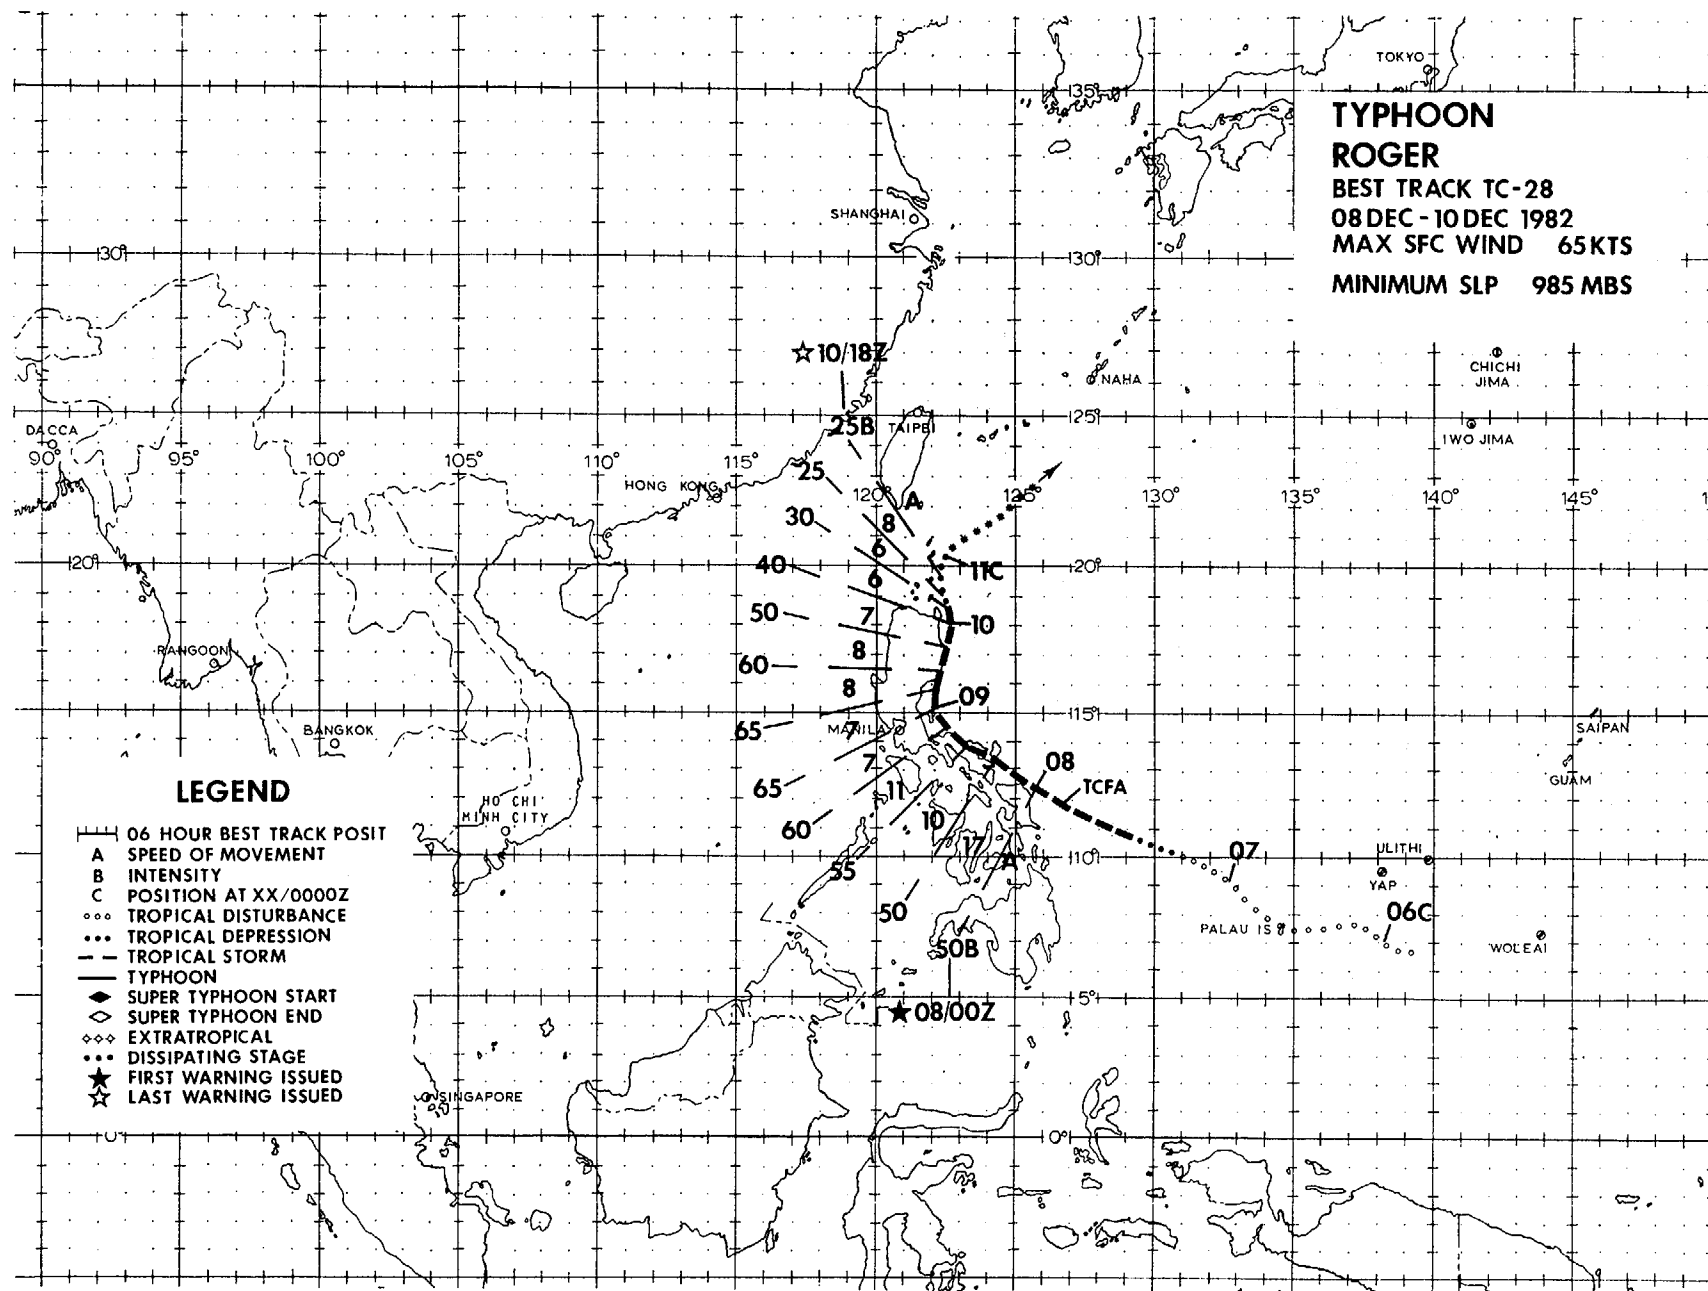 TOKYO
35°
TYPHOON
ROGER
BEST TRACK TC-28
08 DEC - 10 DEC 1982
MAX SFC WIND 65 KTS
MINIMUM SLP 985 MBS
SHANGHAI
30°
30°
☆ 10/18Z
NAHA
CHICHI
JIMA
25°
25B
TAIPEI
DACCA
IWO JIMA
90°
95°
100°
105°
110°
115°
120°
125°
130°
135°
140°
145°
25
HONG KONG
A
30
8
6
20°
40
6
11C
20°
50
7
10
RANGOON
8
60
8
09
15°
65
7
MANILA
BANGKOK
SAIPAN
7
08
TCFA
GUAM
65
11
LEGEND
HO CHI
MINH CITY
60
10
06 HOUR BEST TRACK POSIT
A SPEED OF MOVEMENT
B INTENSITY
C POSITION AT XX/0000Z
°°° TROPICAL DISTURBANCE
••• TROPICAL DEPRESSION
– – TROPICAL STORM
— TYPHOON
◆ SUPER TYPHOON START
◇ SUPER TYPHOON END
◇◇◇ EXTRATROPICAL
••• DISSIPATING STAGE
★ FIRST WARNING ISSUED
☆ LAST WARNING ISSUED
17
A
10°
07
ULITHI
YAP
55
50
06C
PALAU IS
WOLEAI
50B
5°
★ 08/00Z
SINGAPORE
0°
0°